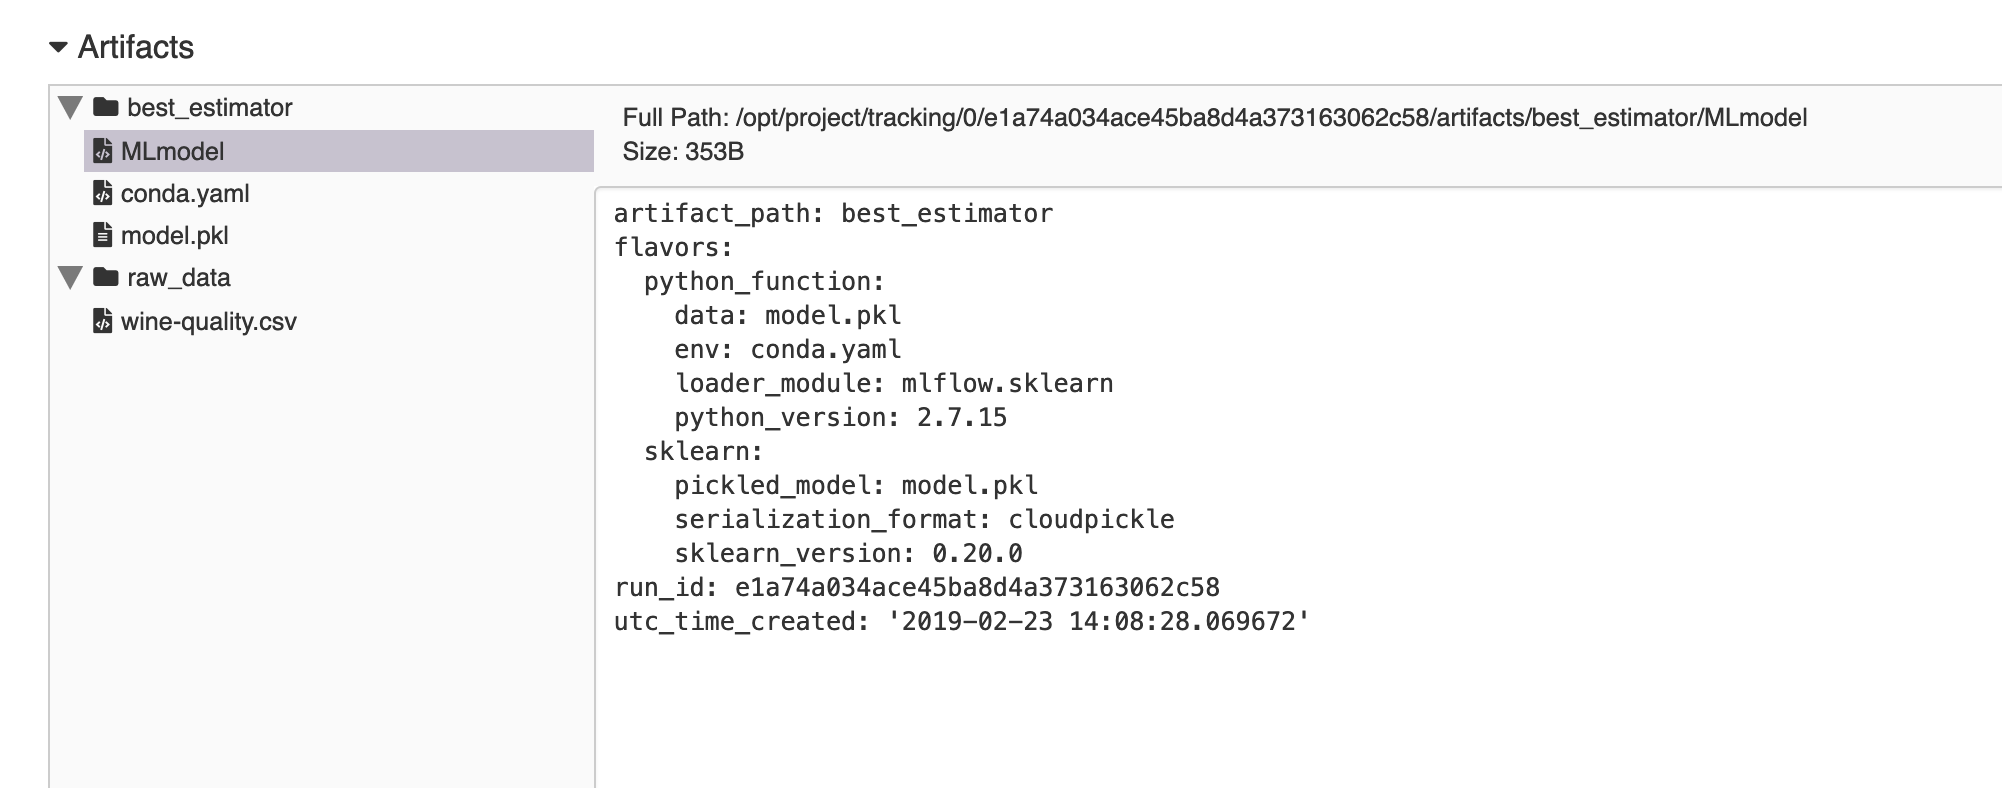 Artifacts
best_estimator
MLmodel
conda.yaml
model.pkl
raw_data
wine-quality.csv
Full Path: /opt/project/tracking/0/e1a74a034ace45ba8d4a373163062c58/artifacts/best_estimator/MLmodel
Size: 353B
artifact_path: best_estimator
flavors:
  python_function:
    data: model.pkl
    env: conda.yaml
    loader_module: mlflow.sklearn
    python_version: 2.7.15
  sklearn:
    pickled_model: model.pkl
    serialization_format: cloudpickle
    sklearn_version: 0.20.0
run_id: e1a74a034ace45ba8d4a373163062c58
utc_time_created: '2019-02-23 14:08:28.069672'